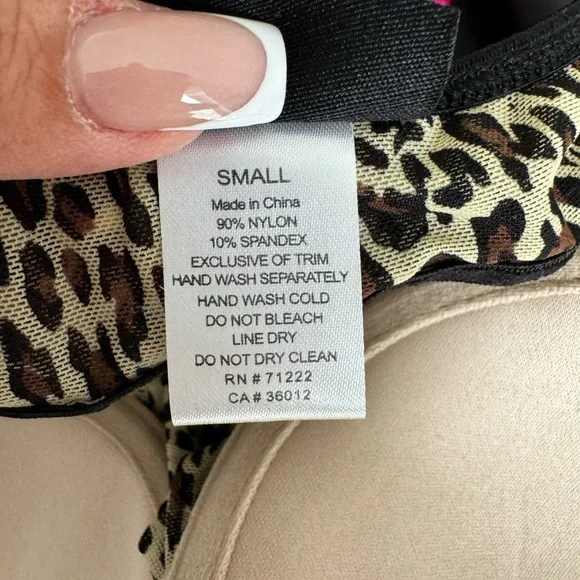 SMALL
Made in China
90% NYLON
10% SPANDEX
EXCLUSIVE OF TRIM
HAND WASH SEPARATELY
HAND WASH COLD
DO NOT BLEACH
LINE DRY
DO NOT DRY CLEAN
RN # 71222
CA # 36012